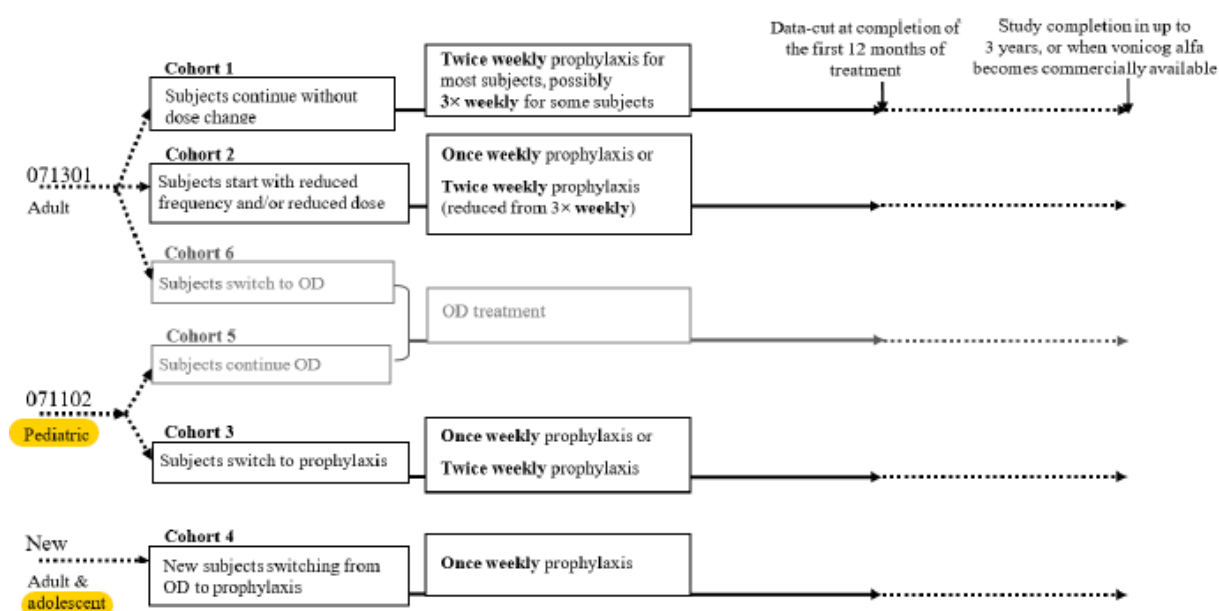 Data-cut at completion of
the first 12 months of
treatment
Study completion in up to
3 years, or when vonicog alfa
becomes commercially available
Cohort 1
Subjects continue without
dose change
Twice weekly prophylaxis for
most subjects, possibly
3× weekly for some subjects
071301
Adult
Cohort 2
Subjects start with reduced
frequency and/or reduced dose
Once weekly prophylaxis or
Twice weekly prophylaxis
(reduced from 3× weekly)
Cohort 6
Subjects switch to OD
OD treatment
Cohort 5
Subjects continue OD
071102
Pediatric
Cohort 3
Subjects switch to prophylaxis
Once weekly prophylaxis or
Twice weekly prophylaxis
New
Adult &
adolescent
Cohort 4
New subjects switching from
OD to prophylaxis
Once weekly prophylaxis